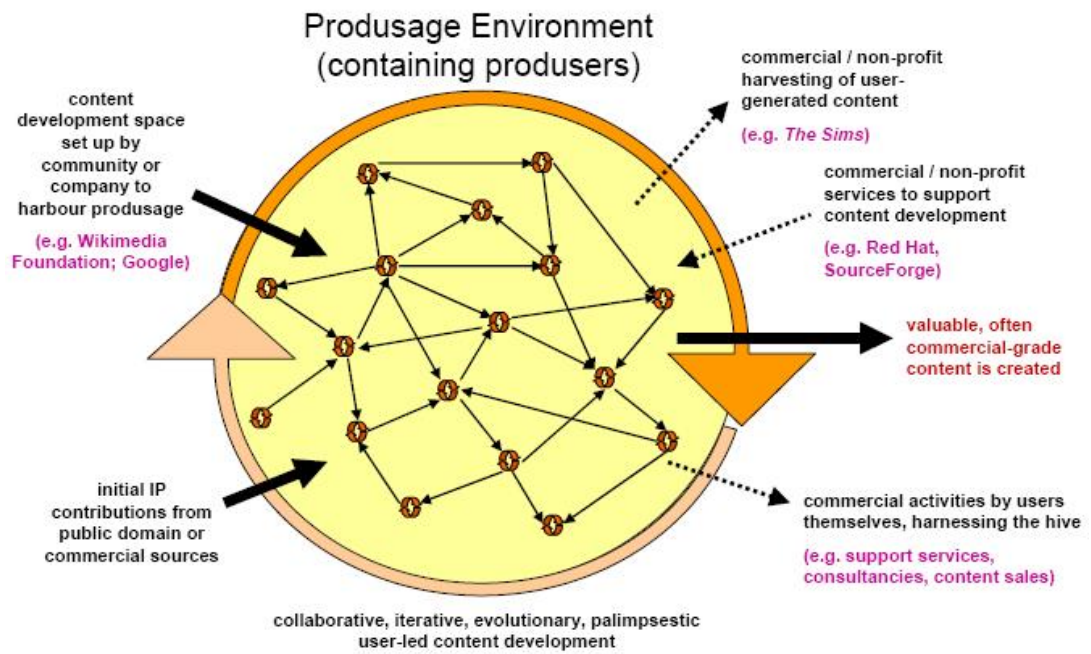 Produsage Environment
(containing produsers)
content
development space
set up by
community or
company to
harbour produsage
(e.g. Wikimedia
Foundation; Google)
commercial / non-profit
harvesting of user-
generated content
(e.g. The Sims)
commercial / non-profit
services to support
content development
(e.g. Red Hat,
SourceForge)
valuable, often
commercial-grade
content is created
initial IP
contributions from
public domain or
commercial sources
commercial activities by users
themselves, harnessing the hive
(e.g. support services,
consultancies, content sales)
collaborative, iterative, evolutionary, palimpsestic
user-led content development